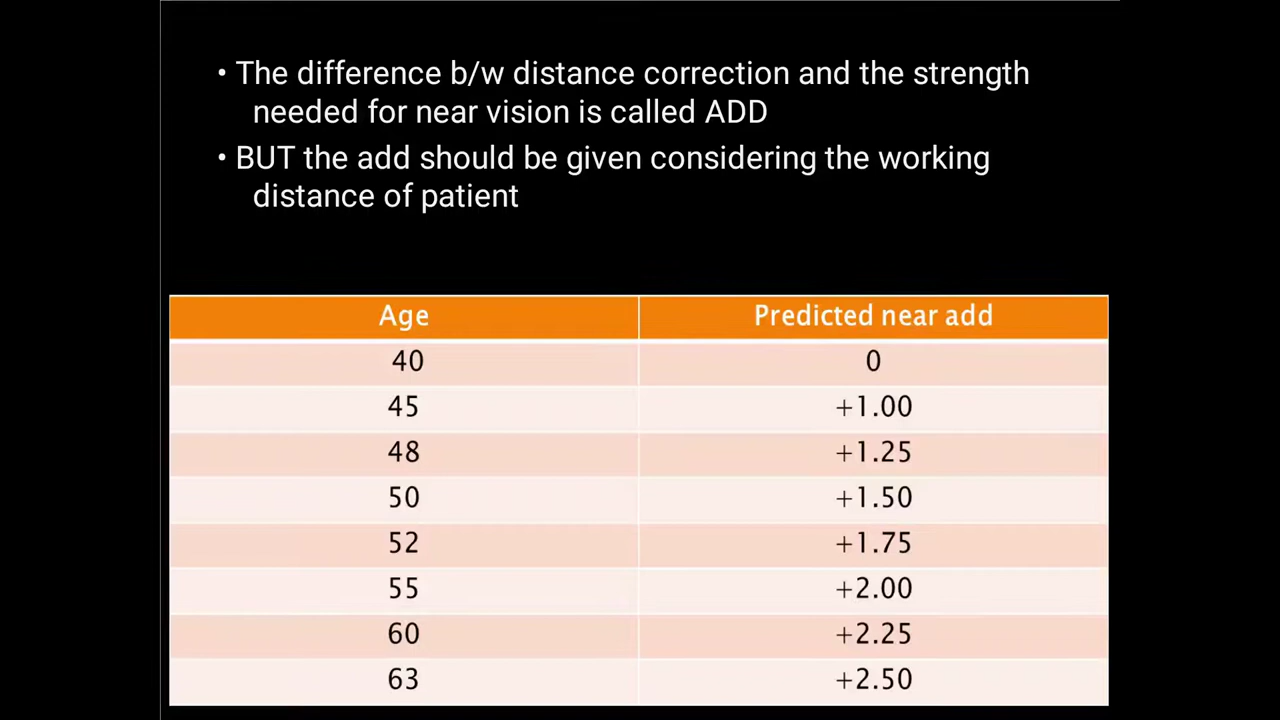 • The difference b/w distance correction and the strength
needed for near vision is called ADD
• BUT the add should be given considering the working
distance of patient
Age Predicted near add
40 0
45 +1.00
48 +1.25
50 +1.50
52 +1.75
55 +2.00
60 +2.25
63 +2.50